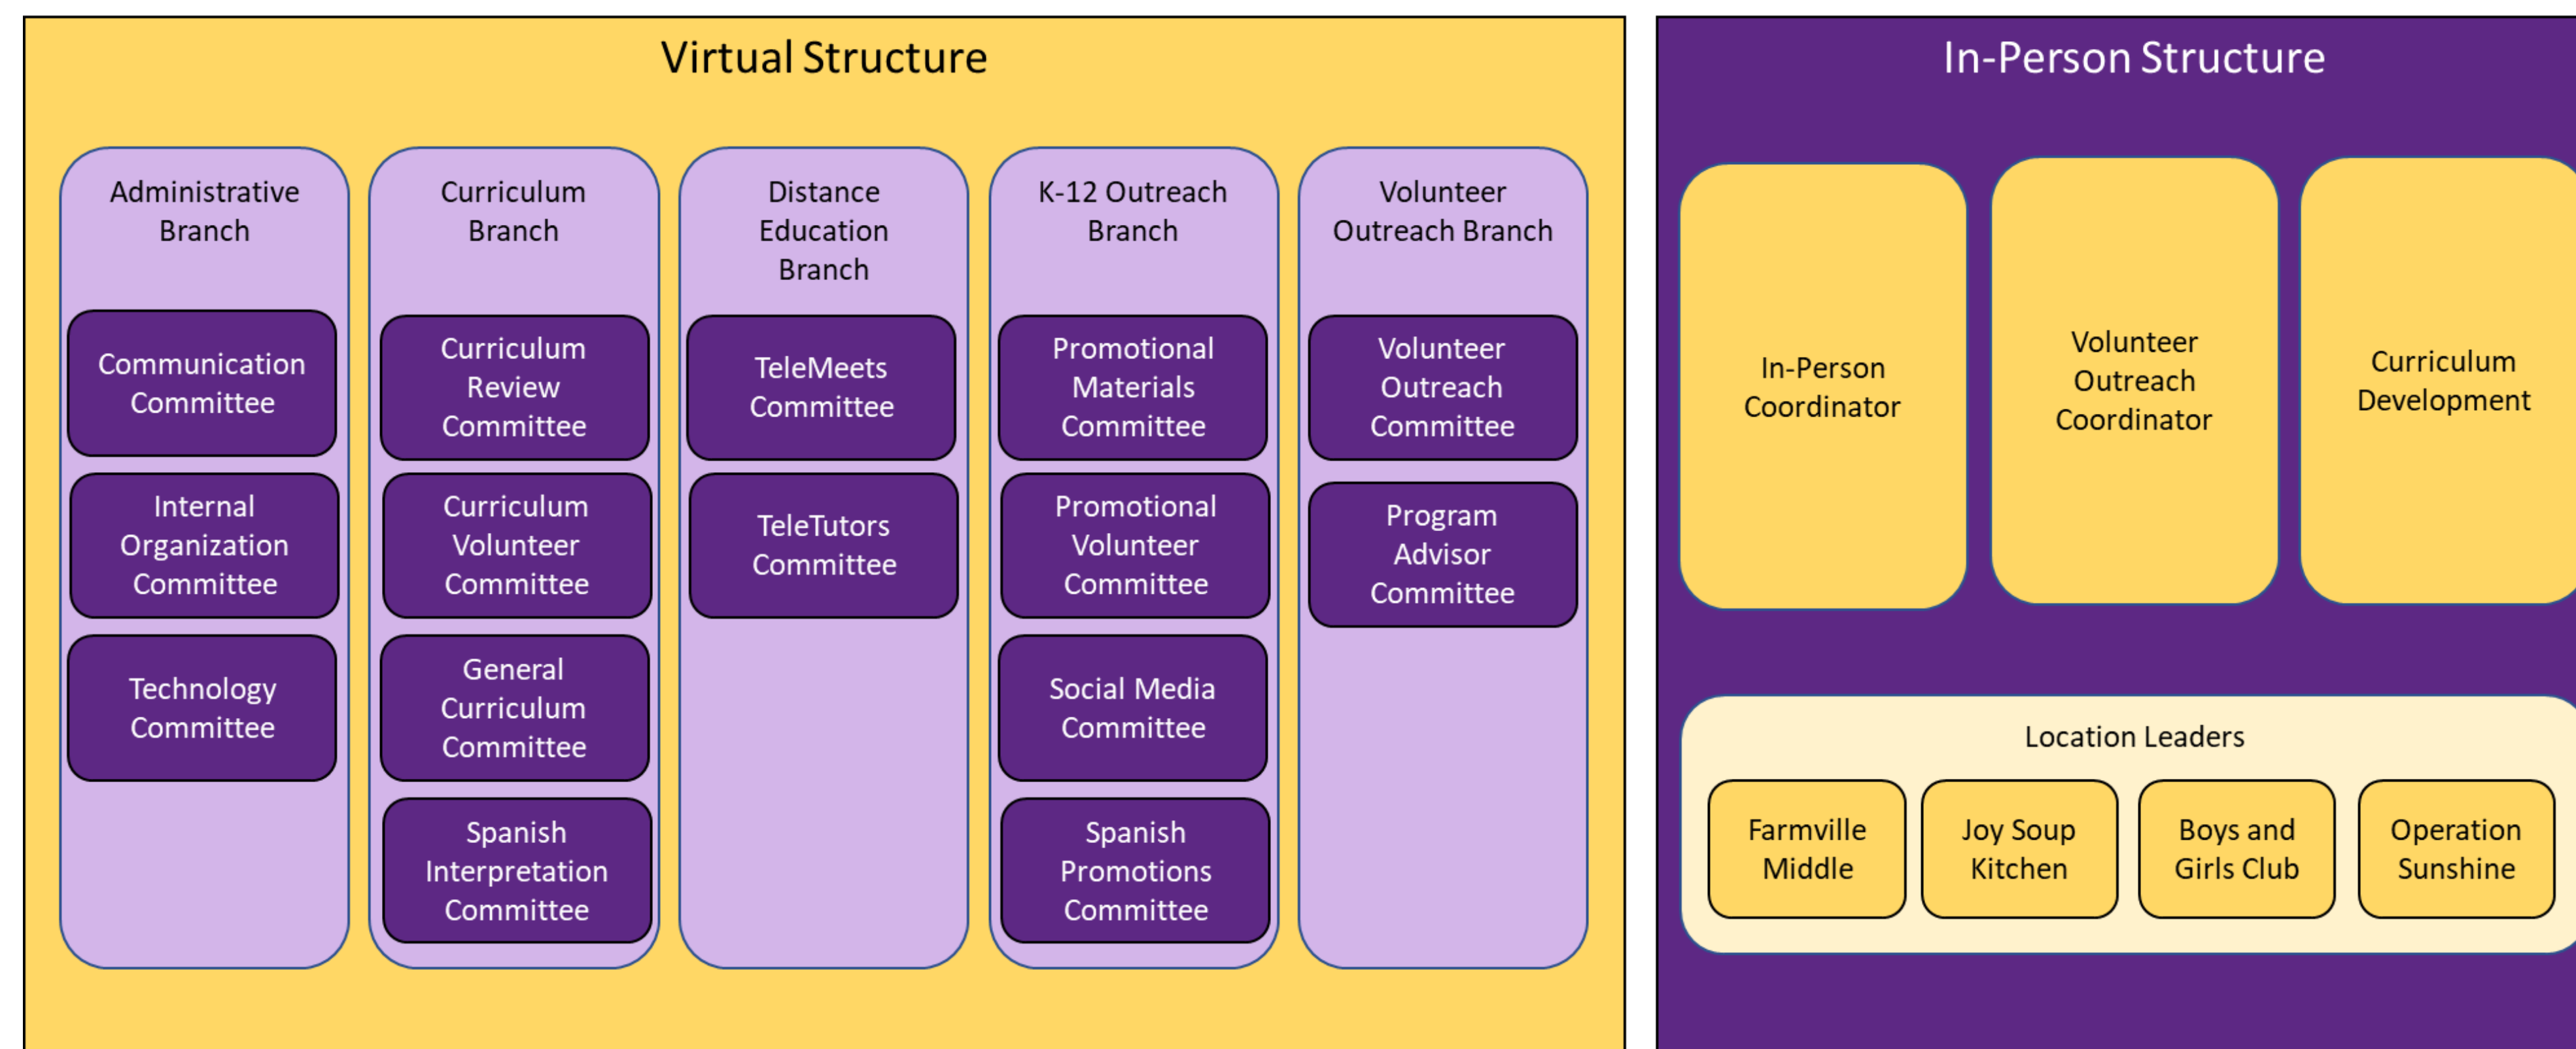 Virtual Structure
Administrative
Branch
Communication
Committee
Internal
Organization
Committee
Technology
Committee
Curriculum
Branch
Curriculum
Review
Committee
Curriculum
Volunteer
Committee
General
Curriculum
Committee
Spanish
Interpretation
Committee
Distance
Education
Branch
TeleMeets
Committee
TeleTutors
Committee
K-12 Outreach
Branch
Promotional
Materials
Committee
Promotional
Volunteer
Committee
Social Media
Committee
Spanish
Promotions
Committee
Volunteer
Outreach Branch
Volunteer
Outreach
Committee
Program
Advisor
Committee
In-Person Structure
In-Person
Coordinator
Volunteer
Outreach
Coordinator
Curriculum
Development
Location Leaders
Farmville
Middle
Joy Soup
Kitchen
Boys and
Girls Club
Operation
Sunshine